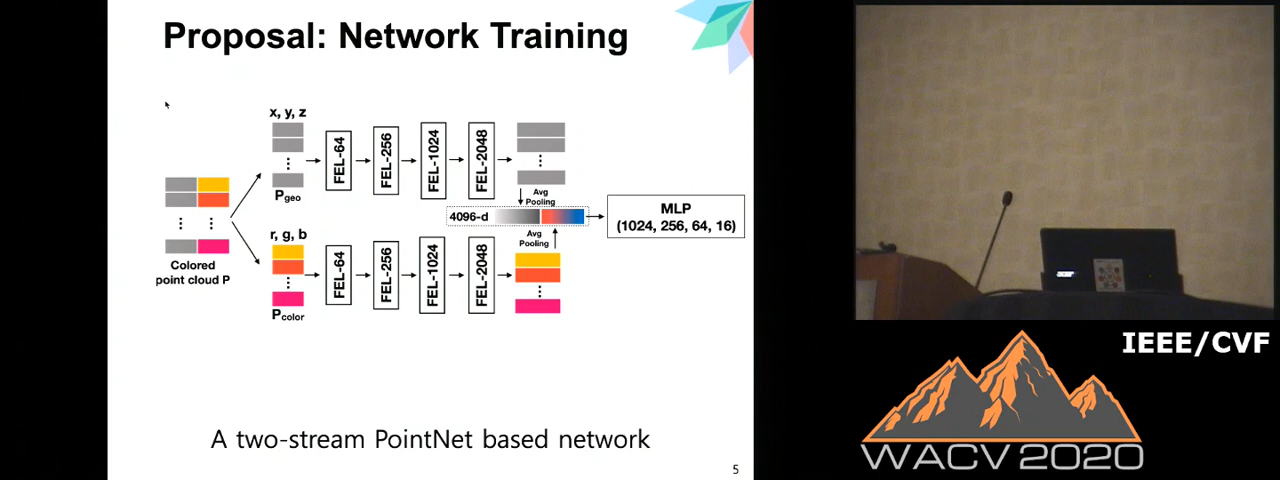 Proposal: Network Training
x, y, z
FEL-64
FEL-256
FEL-1024
FEL-2048
Pgeo
Avg
Pooling
4096-d
MLP
(1024, 256, 64, 16)
Avg
Pooling
r, g, b
FEL-64
FEL-256
FEL-1024
FEL-2048
Colored
point cloud P
Pcolor
A two-stream PointNet based network
5
IEEE/CVF
WACV 2020